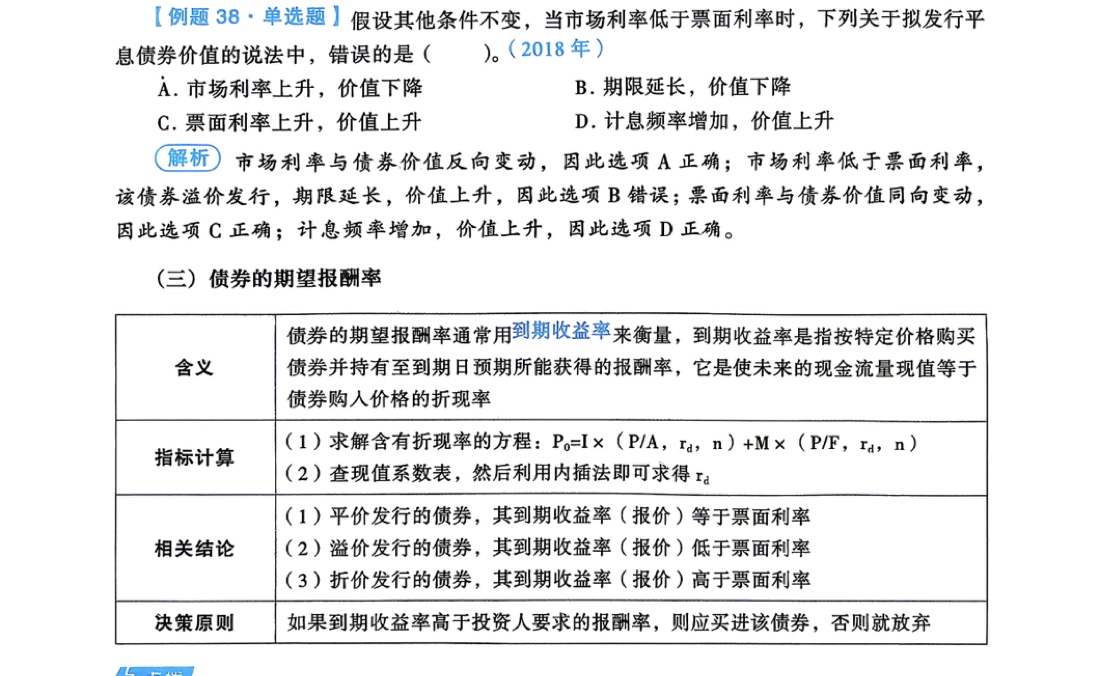 【例题 38·单选题】假设其他条件不变，当市场利率低于票面利率时，下列关于拟发行平
息债券价值的说法中，错误的是（　　）。（2018 年）
A. 市场利率上升，价值下降　　B. 期限延长，价值下降
C. 票面利率上升，价值上升　　D. 计息频率增加，价值上升
解析 市场利率与债券价值反向变动，因此选项 A 正确；市场利率低于票面利率，
该债券溢价发行，期限延长，价值上升，因此选项 B 错误；票面利率与债券价值同向变动，
因此选项 C 正确；计息频率增加，价值上升，因此选项 D 正确。
（三）债券的期望报酬率
含义
债券的期望报酬率通常用到期收益率来衡量，到期收益率是指按特定价格购买
债券并持有至到期日预期所能获得的报酬率，它是使未来的现金流量现值等于
债券购入价格的折现率
指标计算
（1）求解含有折现率的方程：P₀=I×（P/A，r_d，n）+M×（P/F，r_d，n）
（2）查现值系数表，然后利用内插法即可求得 r_d
相关结论
（1）平价发行的债券，其到期收益率（报价）等于票面利率
（2）溢价发行的债券，其到期收益率（报价）低于票面利率
（3）折价发行的债券，其到期收益率（报价）高于票面利率
决策原则
如果到期收益率高于投资人要求的报酬率，则应买进该债券，否则就放弃